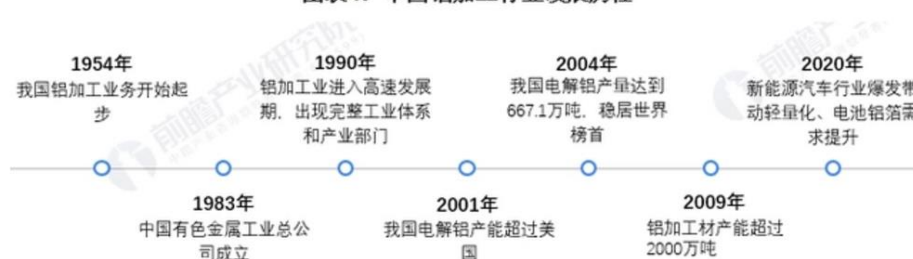 1954年
我国铝加工业务开始起
步
1983年
中国有色金属工业总公
司成立
1990年
铝加工业进入高速发展
期，出现完整工业体系
和产业部门
2001年
我国电解铝产能超过美
国
2004年
我国电解铝产量达到
667.1万吨，稳居世界
榜首
2009年
铝加工材产能超过
2000万吨
2020年
新能源汽车行业爆发带
动轻量化、电池铝箔需
求提升
前瞻产业研究院